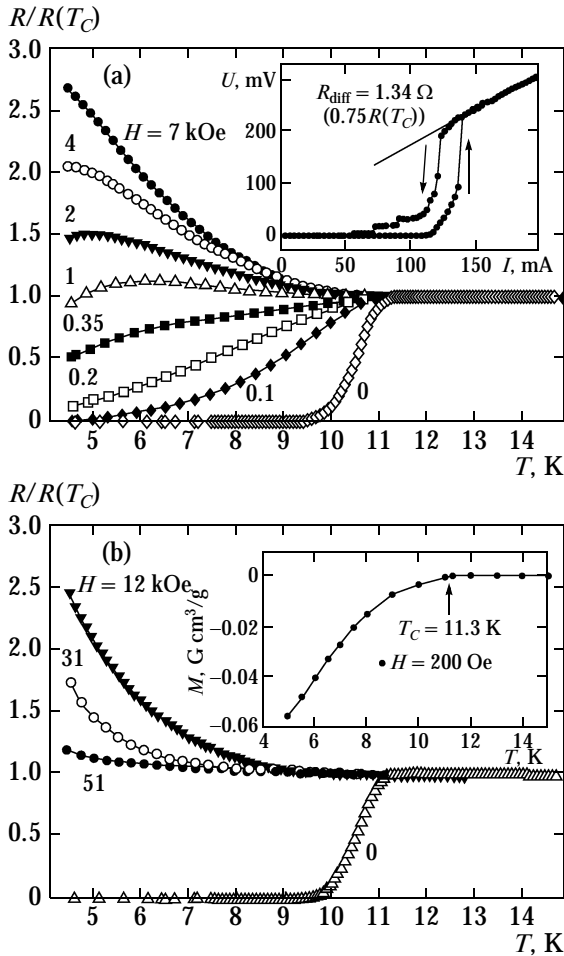 R/R(T_C)
3.0
(a)
2.5
H = 7 kOe
2.0
4
1.5
2
1
1.0
0.35
0.5
0.2
0.1
0
0
5 6 7 8 9 10 11 12 13 14
T, K
U, mV
R_diff = 1.34 Ω
(0.75R(T_C))
200
100
0
0 50 100 150
I, mA
R/R(T_C)
3.0
(b)
2.5
H = 12 kOe
2.0
31
1.5
1.0
51
0.5
0
0
5 6 7 8 9 10 11 12 13 14
T, K
M, G cm³/g
0
−0.02
−0.04
−0.06
T_C = 11.3 K
H = 200 Oe
4 6 8 10 12 14
T, K